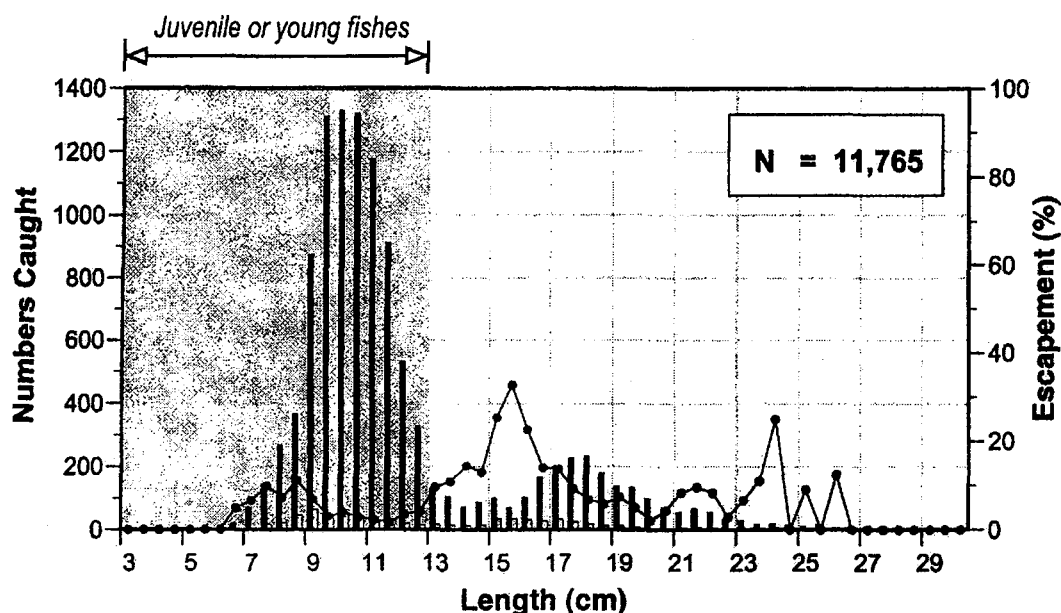 Juvenile or young fishes
1400
1200
1000
800
600
400
200
0
Numbers Caught
100
80
60
40
20
0
Escapement (%)
N = 11,765
3 5 7 9 11 13 15 17 19 21 23 25 27 29
Length (cm)